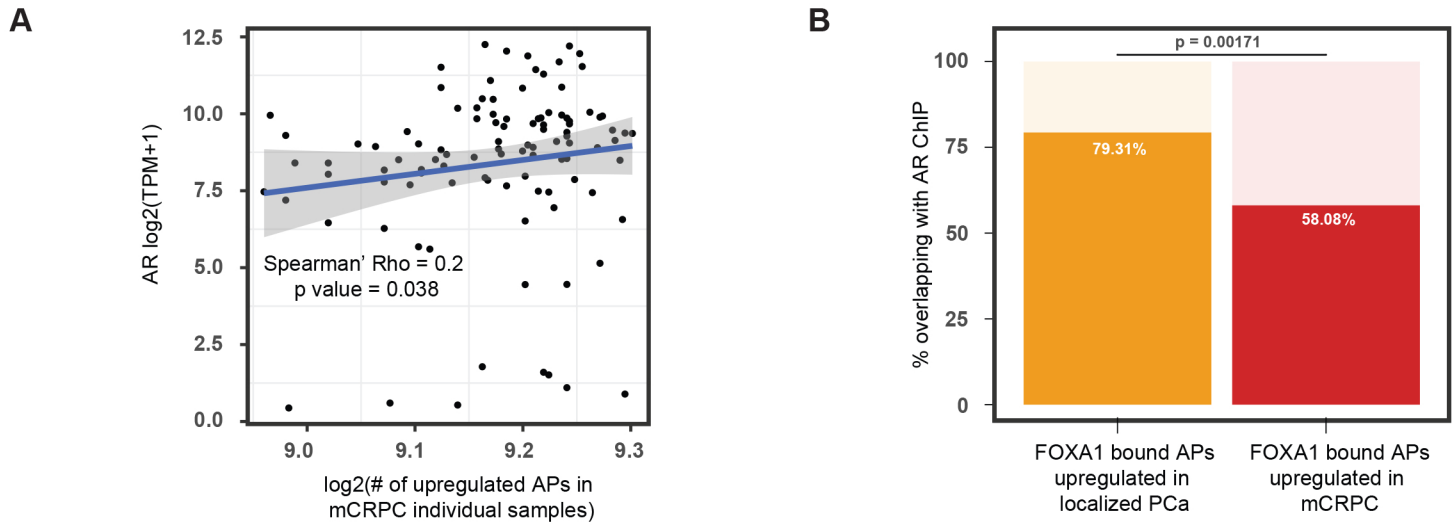 A
12.5
10.0
7.5
5.0
2.5
0.0
AR log2(TPM+1)
Spearman’ Rho = 0.2
p value = 0.038
9.0
9.1
9.2
9.3
log2(# of upregulated APs in
mCRPC individual samples)
B
p = 0.00171
100
75
50
25
0
% overlapping with AR ChIP
79.31%
58.08%
FOXA1 bound APs
upregulated in
localized PCa
FOXA1 bound APs
upregulated in
mCRPC